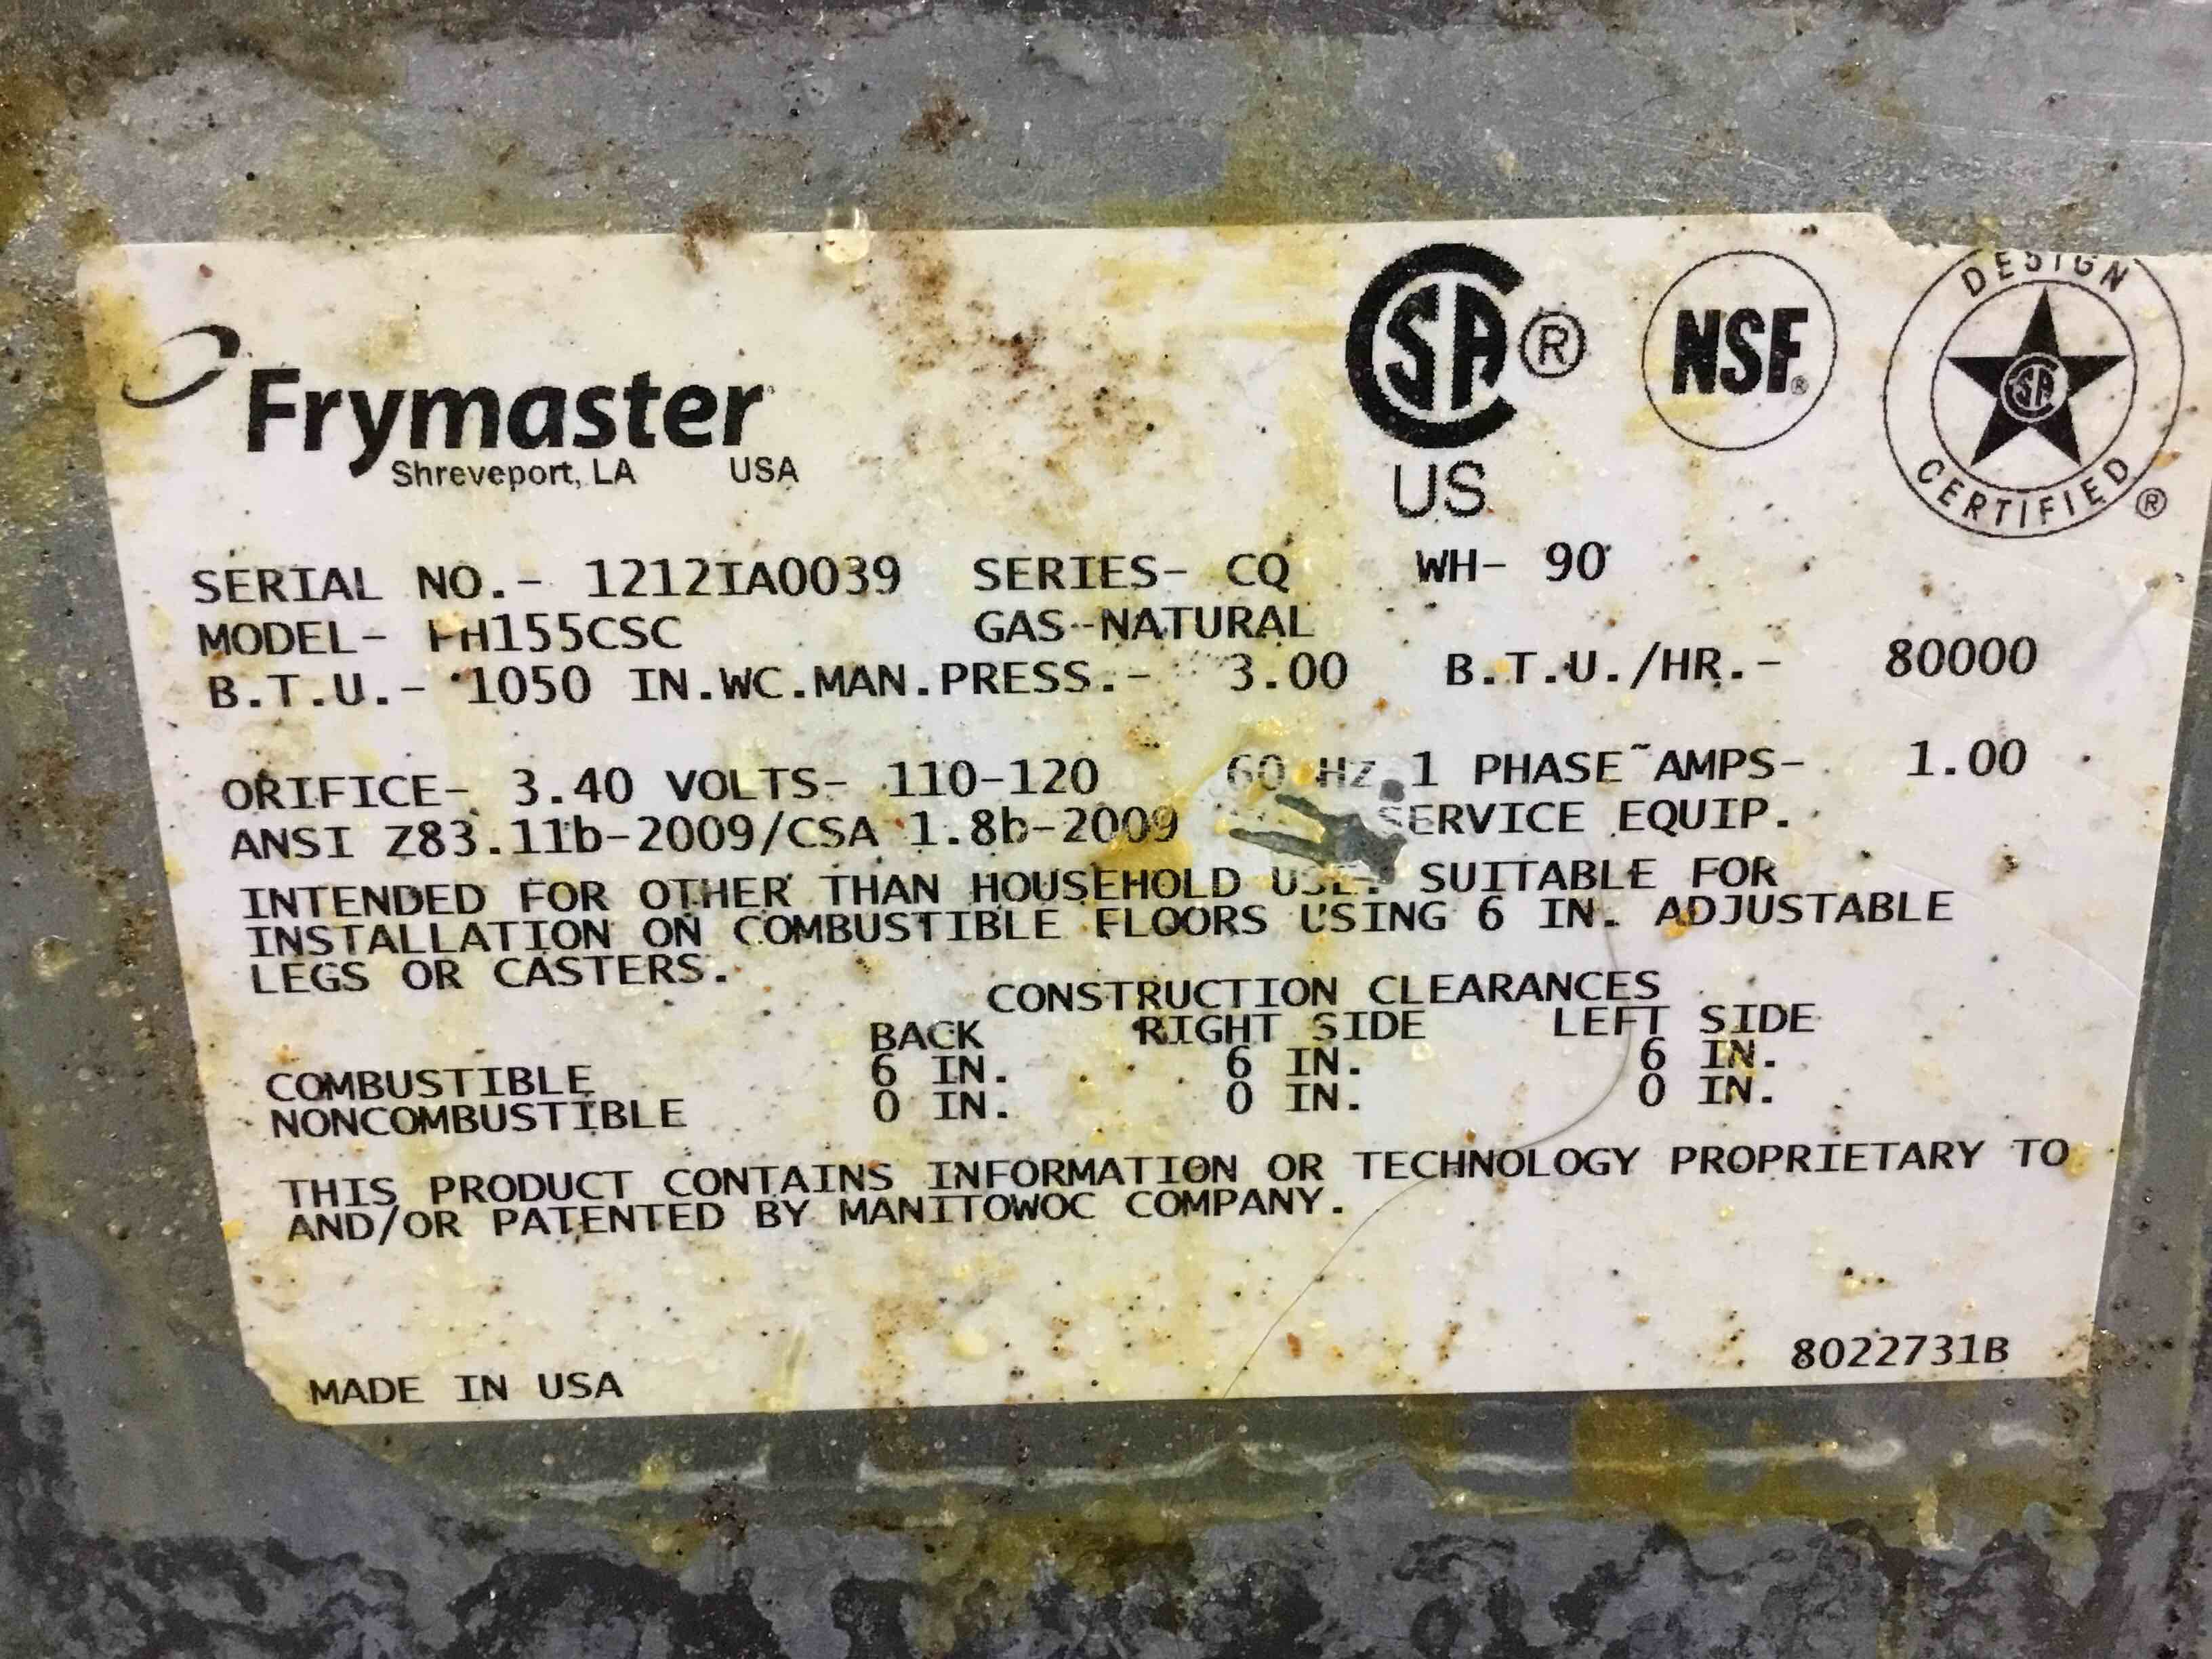 CSA ®
US
NSF®
DESIGN
CSA
CERTIFIED ®
Frymaster
Shreveport, LA USA
SERIAL NO.- 1212IA0039 SERIES- CQ WH- 90
MODEL- PH155CSC GAS-NATURAL
B.T.U.- 1050 IN.WC.MAN.PRESS.- 3.00 B.T.U./HR.- 80000
ORIFICE- 3.40 VOLTS- 110-120 60 HZ 1 PHASE AMPS- 1.00
ANSI Z83.11b-2009/CSA 1.8b-2009 SERVICE EQUIP.
INTENDED FOR OTHER THAN HOUSEHOLD USE. SUITABLE FOR
INSTALLATION ON COMBUSTIBLE FLOORS USING 6 IN. ADJUSTABLE
LEGS OR CASTERS.
CONSTRUCTION CLEARANCES
BACK RIGHT SIDE LEFT SIDE
COMBUSTIBLE 6 IN. 6 IN. 6 IN.
NONCOMBUSTIBLE 0 IN. 0 IN. 0 IN.
THIS PRODUCT CONTAINS INFORMATION OR TECHNOLOGY PROPRIETARY TO
AND/OR PATENTED BY MANITOWOC COMPANY.
8022731B
MADE IN USA